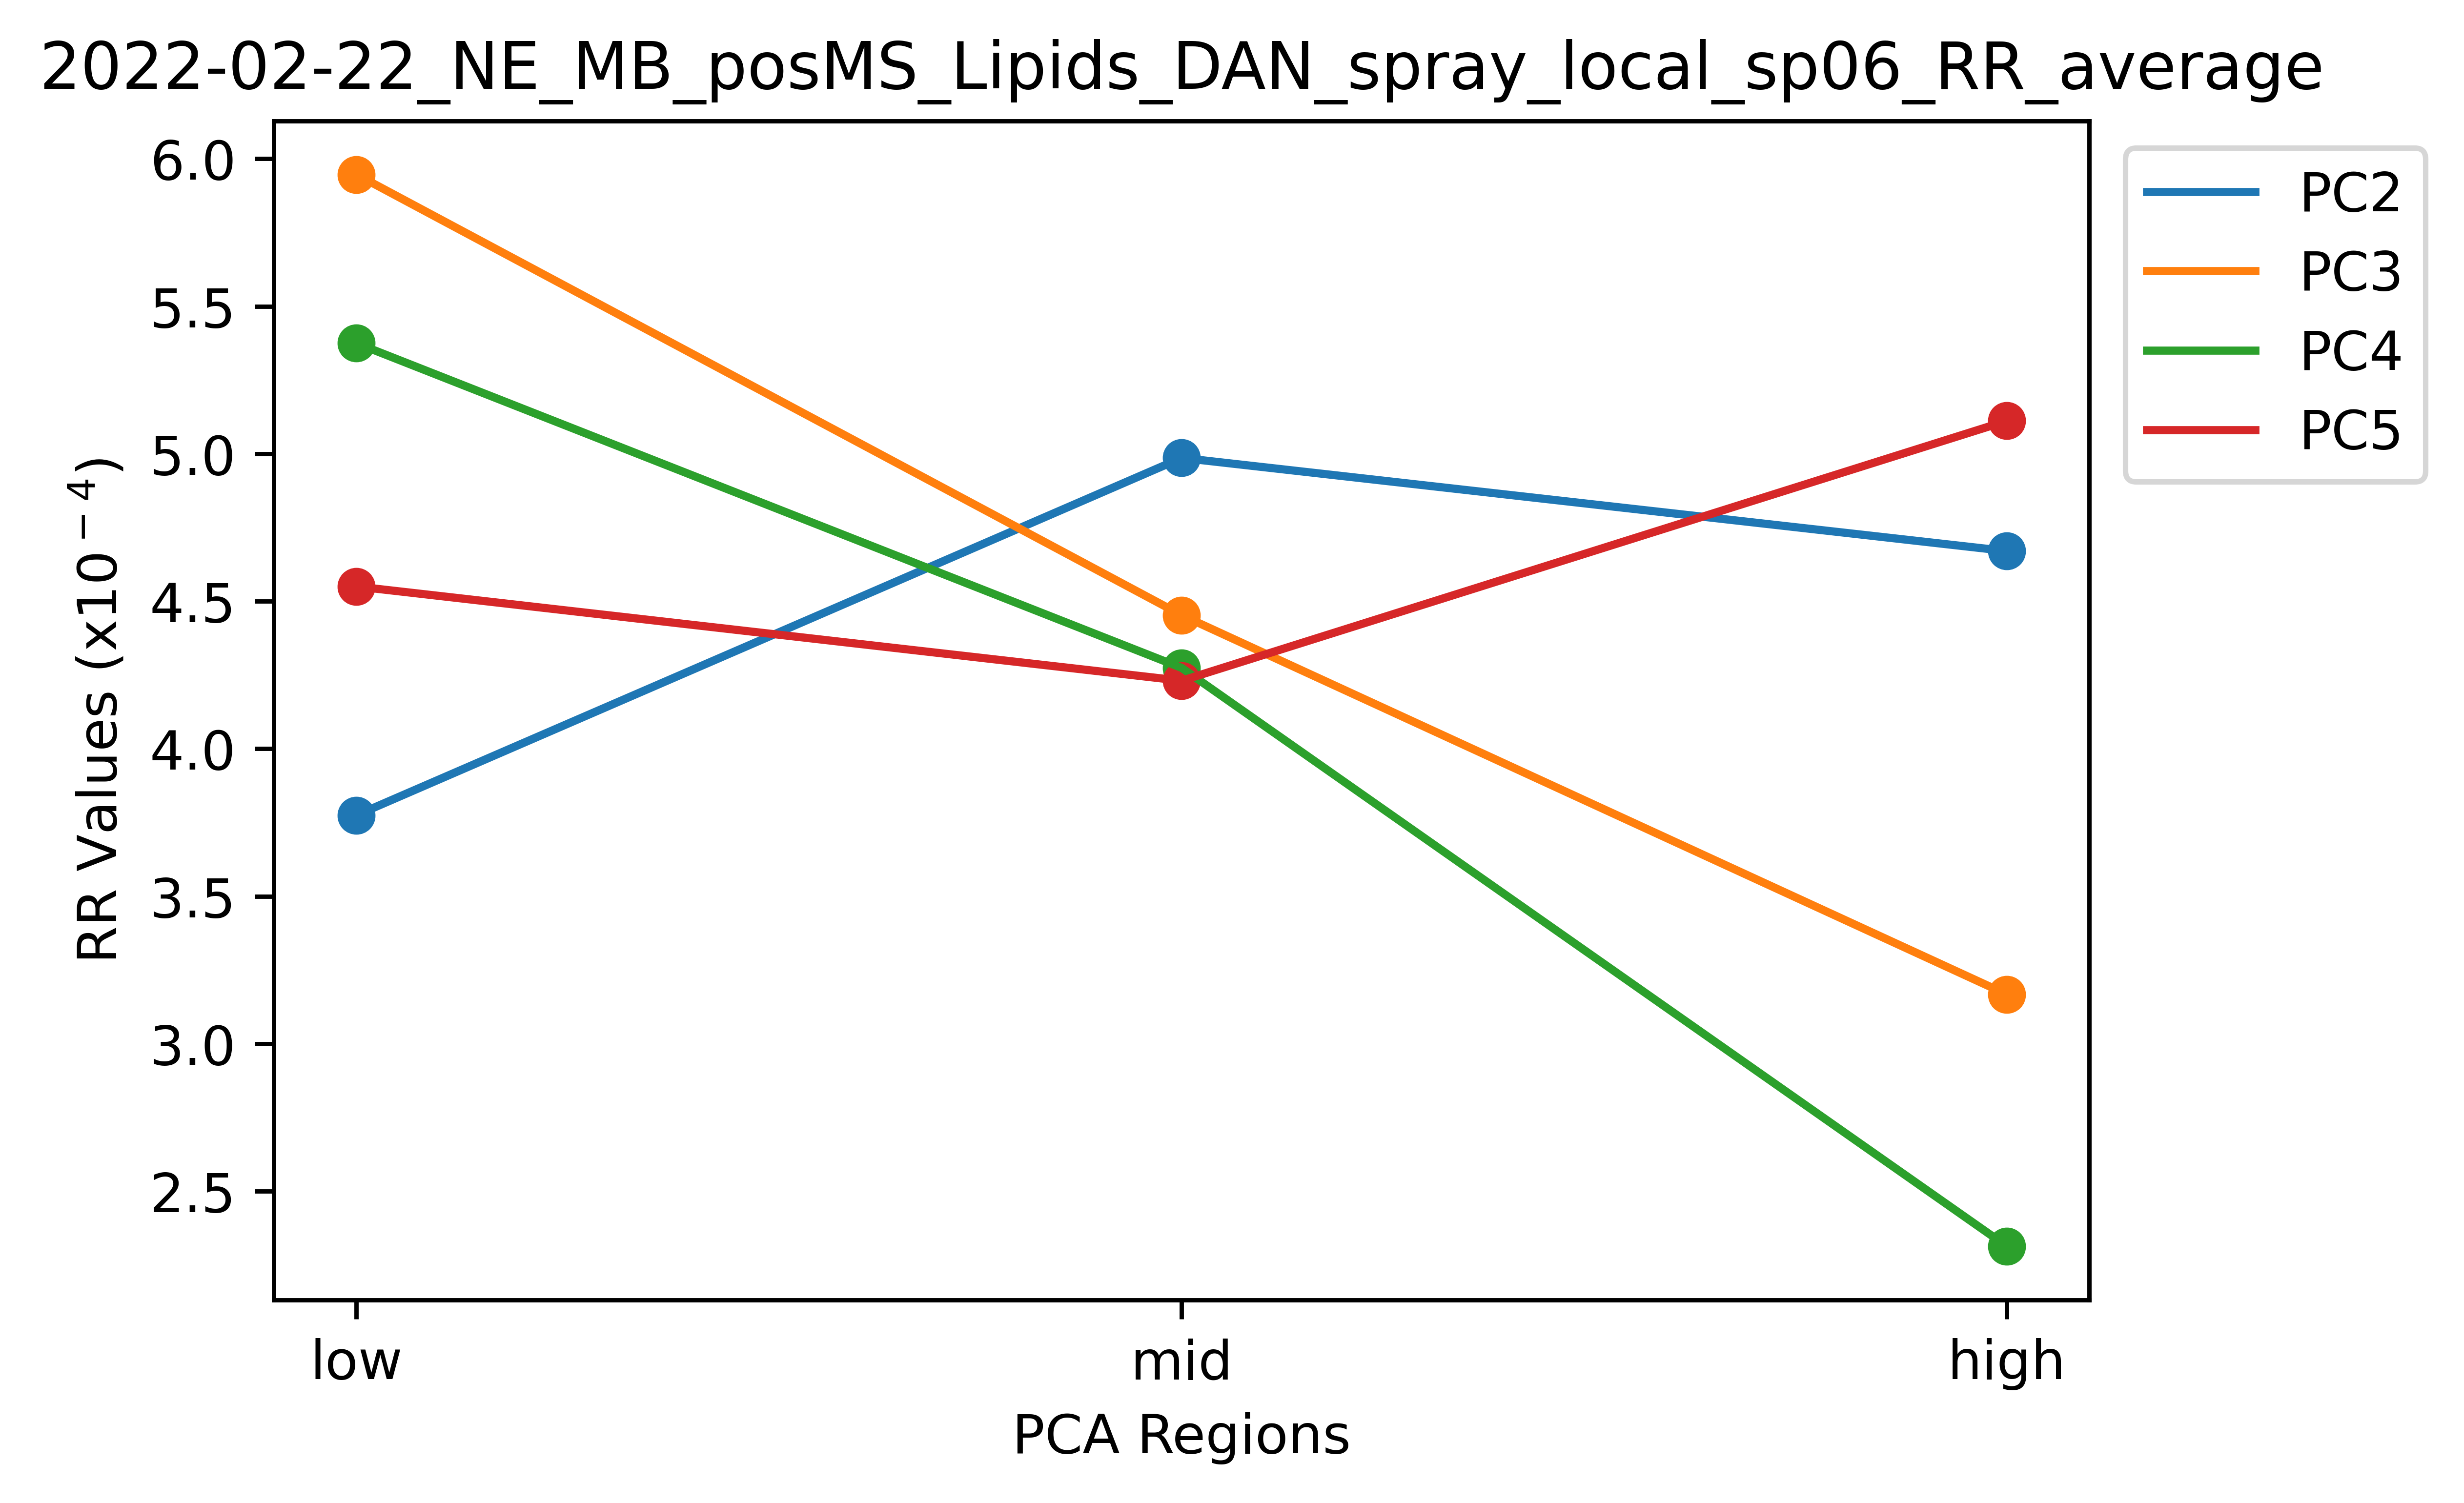 2022-02-22_NE_MB_posMS_Lipids_DAN_spray_local_sp06_RR_average
RR Values (x10⁻⁴)
6.0
5.5
5.0
4.5
4.0
3.5
3.0
2.5
low mid high
PCA Regions
PC2
PC3
PC4
PC5